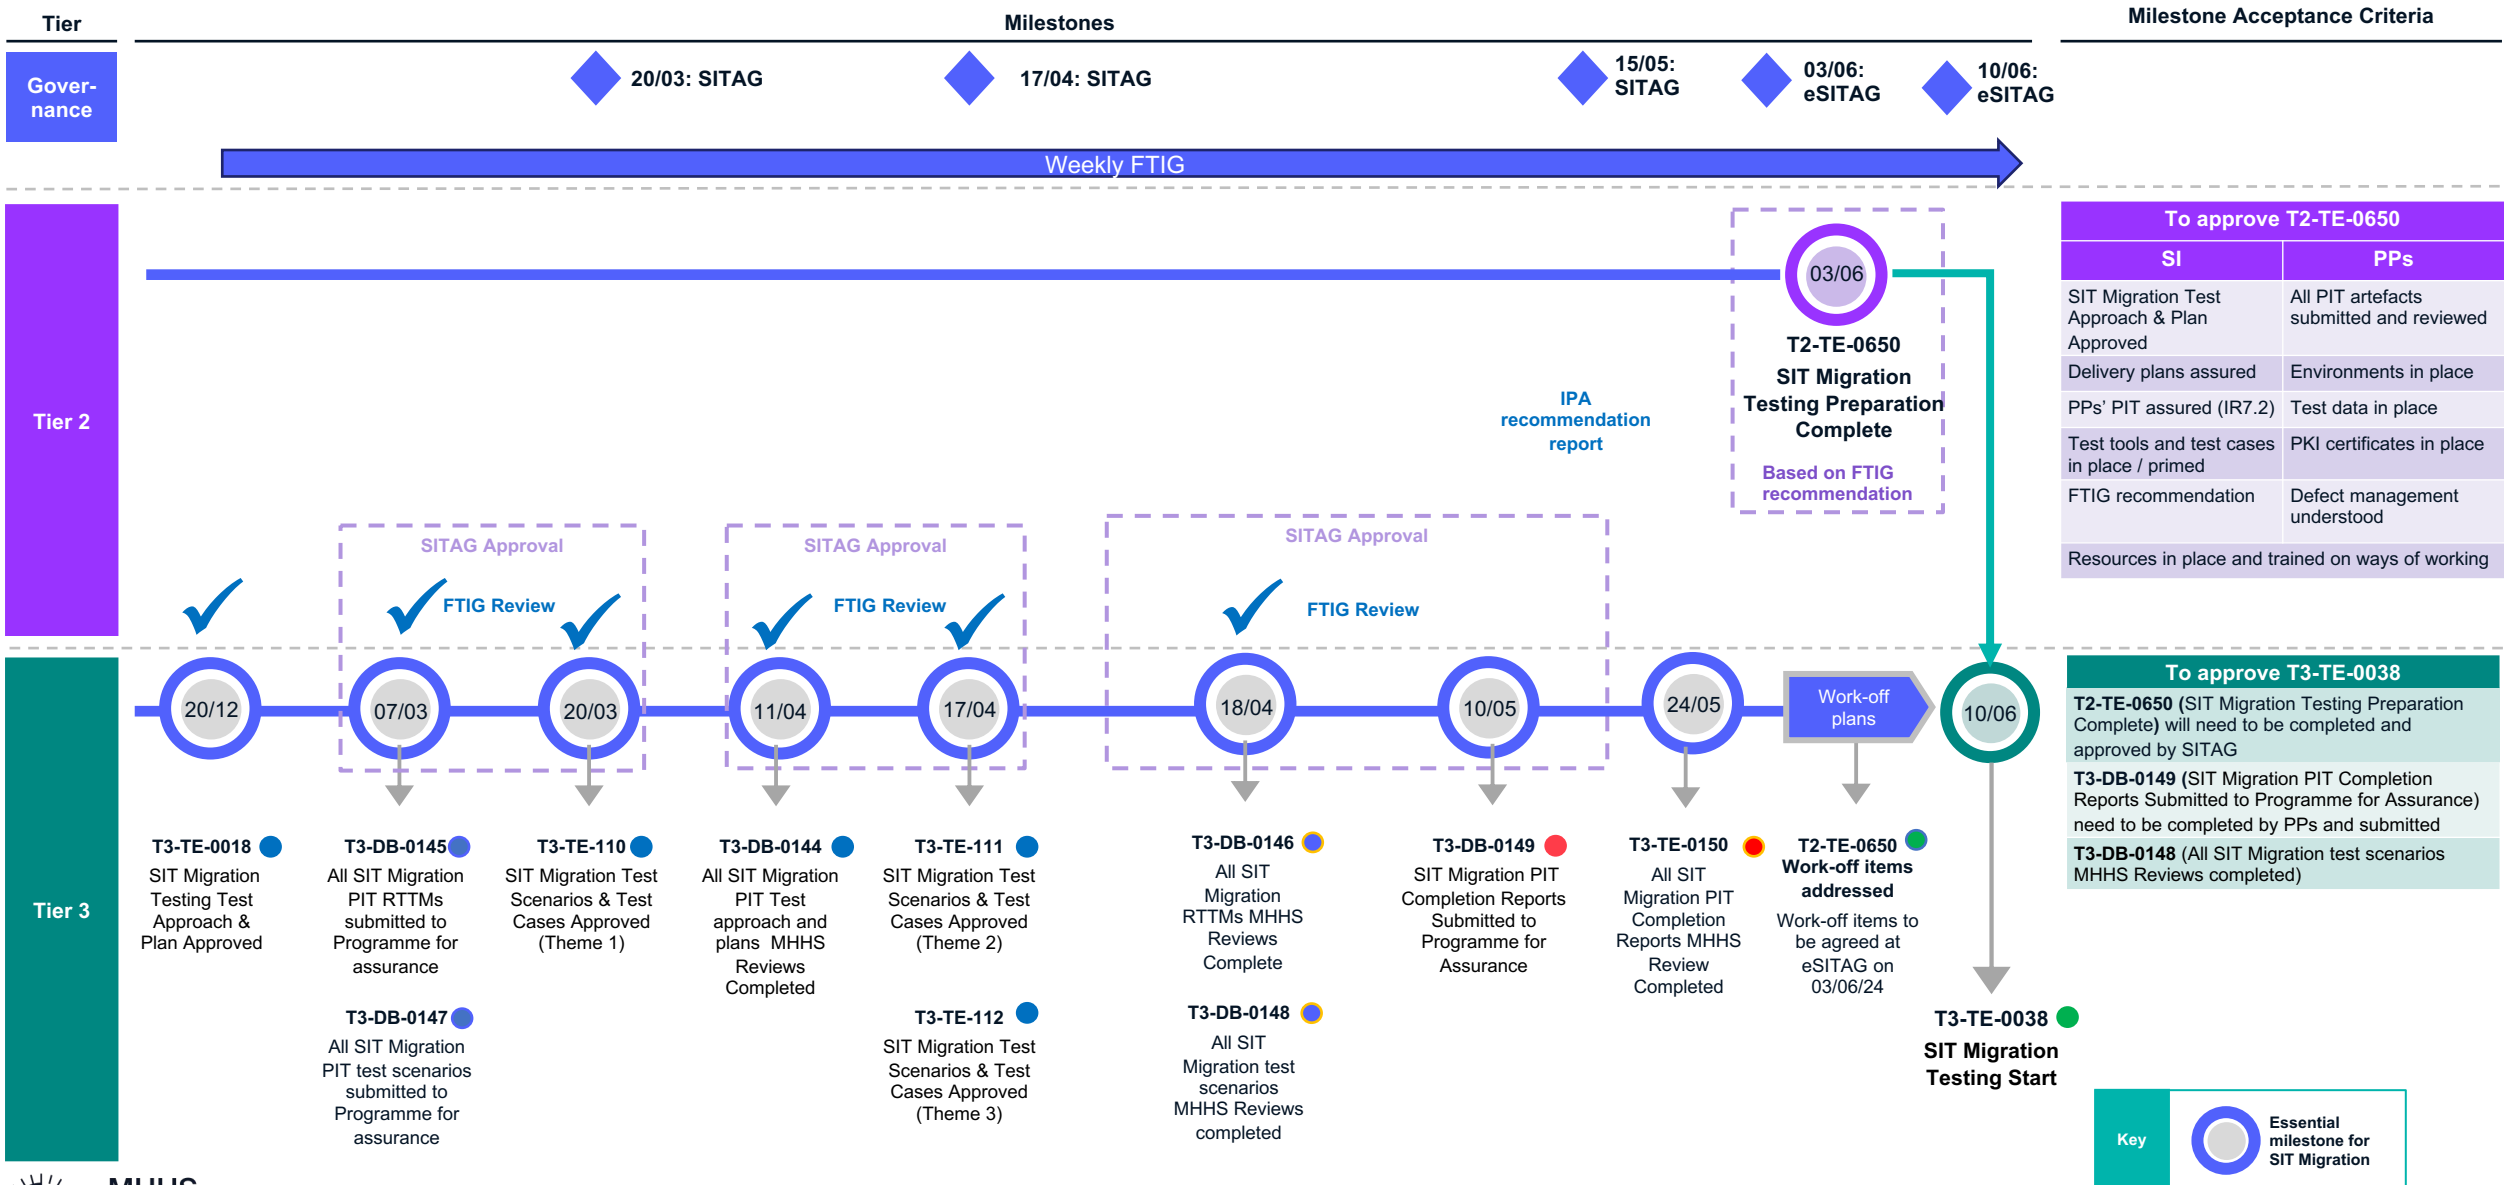 Tier
Milestones
Milestone Acceptance Criteria
Gover-
nance
20/03: SITAG
17/04: SITAG
15/05:
SITAG
03/06:
eSITAG
10/06:
eSITAG
Weekly FTIG
Tier 2
03/06
T2-TE-0650
SIT Migration
Testing Preparation
Complete
Based on FTIG
recommendation
IPA
recommendation
report
SITAG Approval
FTIG Review
SITAG Approval
FTIG Review
SITAG Approval
FTIG Review
To approve T2-TE-0650
SI
PPs
SIT Migration Test
Approach & Plan
Approved
All PIT artefacts
submitted and reviewed
Delivery plans assured
Environments in place
PPs' PIT assured (IR7.2)
Test data in place
Test tools and test cases
in place / primed
PKI certificates in place
FTIG recommendation
Defect management
understood
Resources in place and trained on ways of working
Tier 3
20/12
07/03
20/03
11/04
17/04
18/04
10/05
24/05
Work-off
plans
10/06
T3-TE-0018
SIT Migration
Testing Test
Approach &
Plan Approved
T3-DB-0145
All SIT Migration
PIT RTTMs
submitted to
Programme for
assurance
T3-DB-0147
All SIT Migration
PIT test scenarios
submitted to
Programme for
assurance
T3-TE-110
SIT Migration Test
Scenarios & Test
Cases Approved
(Theme 1)
T3-DB-0144
All SIT Migration
PIT Test
approach and
plans MHHS
Reviews
Completed
T3-TE-111
SIT Migration Test
Scenarios & Test
Cases Approved
(Theme 2)
T3-TE-112
SIT Migration Test
Scenarios & Test
Cases Approved
(Theme 3)
T3-DB-0146
All SIT
Migration
RTTMs MHHS
Reviews
Complete
T3-DB-0148
All SIT
Migration test
scenarios
MHHS Reviews
completed
T3-DB-0149
SIT Migration PIT
Completion Reports
Submitted to
Programme for
Assurance
T3-TE-0150
All SIT
Migration PIT
Completion
Reports MHHS
Review
Completed
T2-TE-0650
Work-off items
addressed
Work-off items to
be agreed at
eSITAG on
03/06/24
T3-TE-0038
SIT Migration
Testing Start
To approve T3-TE-0038
T2-TE-0650 (SIT Migration Testing Preparation
Complete) will need to be completed and
approved by SITAG
T3-DB-0149 (SIT Migration PIT Completion
Reports Submitted to Programme for Assurance)
need to be completed by PPs and submitted
T3-DB-0148 (All SIT Migration test scenarios
MHHS Reviews completed)
Key
Essential
milestone for
SIT Migration
MHHS